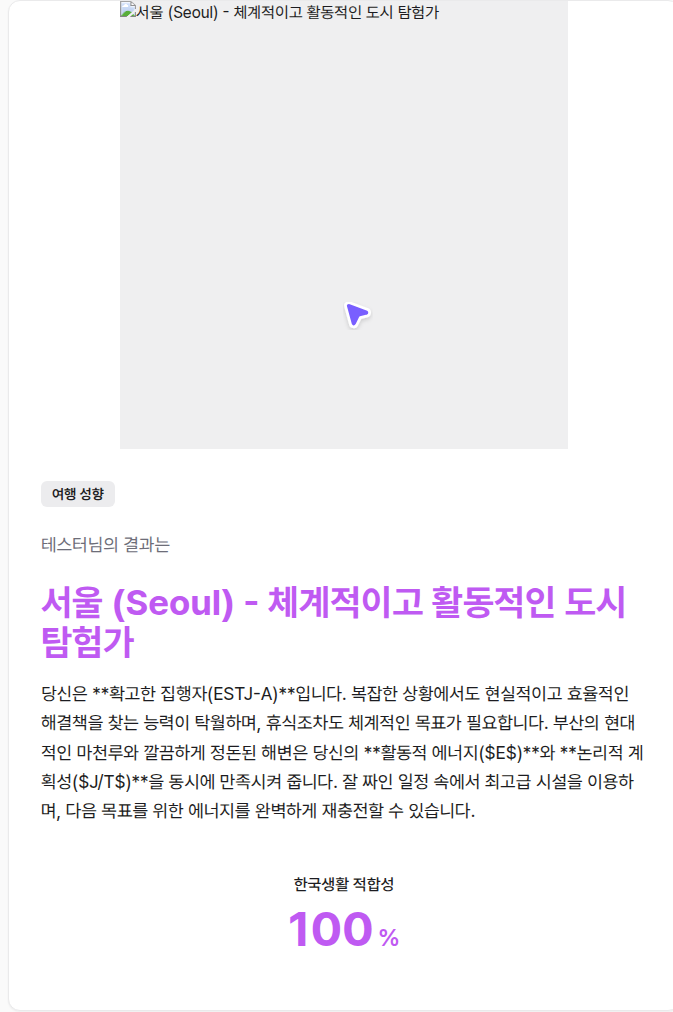 서울 (Seoul) - 체계적이고 활동적인 도시 탐험가
여행 성향
테스터님의 결과는
서울 (Seoul) - 체계적이고 활동적인 도시
탐험가
당신은 **확고한 집행자(ESTJ-A)**입니다. 복잡한 상황에서도 현실적이고 효율적인
해결책을 찾는 능력이 탁월하며, 휴식조차도 체계적인 목표가 필요합니다. 부산의 현대
적인 마천루와 깔끔하게 정돈된 해변은 당신의 **활동적 에너지($E$)**와 **논리적 계
획성($J/T$)**을 동시에 만족시켜 줍니다. 잘 짜인 일정 속에서 최고급 시설을 이용하
며, 다음 목표를 위한 에너지를 완벽하게 재충전할 수 있습니다.
한국생활 적합성
100 %